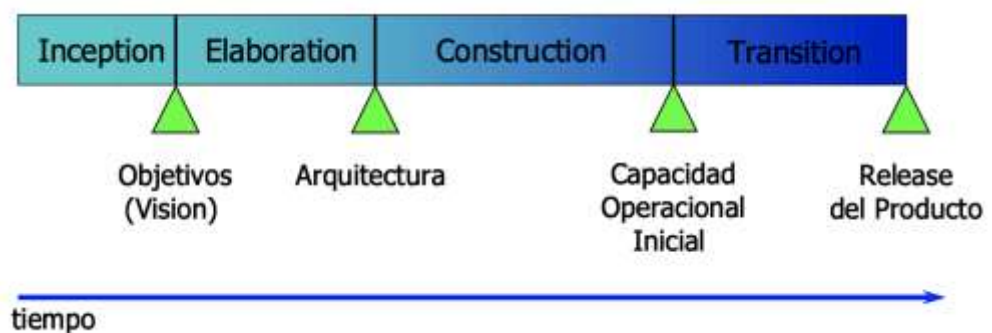 Inception Elaboration Construction Transition
Objetivos
(Vision)
Arquitectura
Capacidad
Operacional
Inicial
Release
del Producto
tiempo